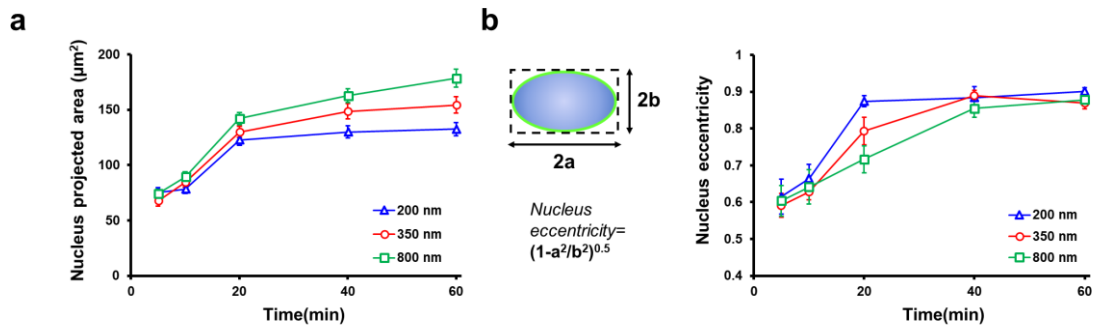 a
Nucleus projected area (μm²)
200
150
100
50
0
0
20
40
60
Time(min)
200 nm
350 nm
800 nm
b
2b
2a
Nucleus
eccentricity=
(1-a²/b²)⁰·⁵
Nucleus eccentricity
1
0.9
0.8
0.7
0.6
0.5
0.4
0
20
40
60
Time(min)
200 nm
350 nm
800 nm